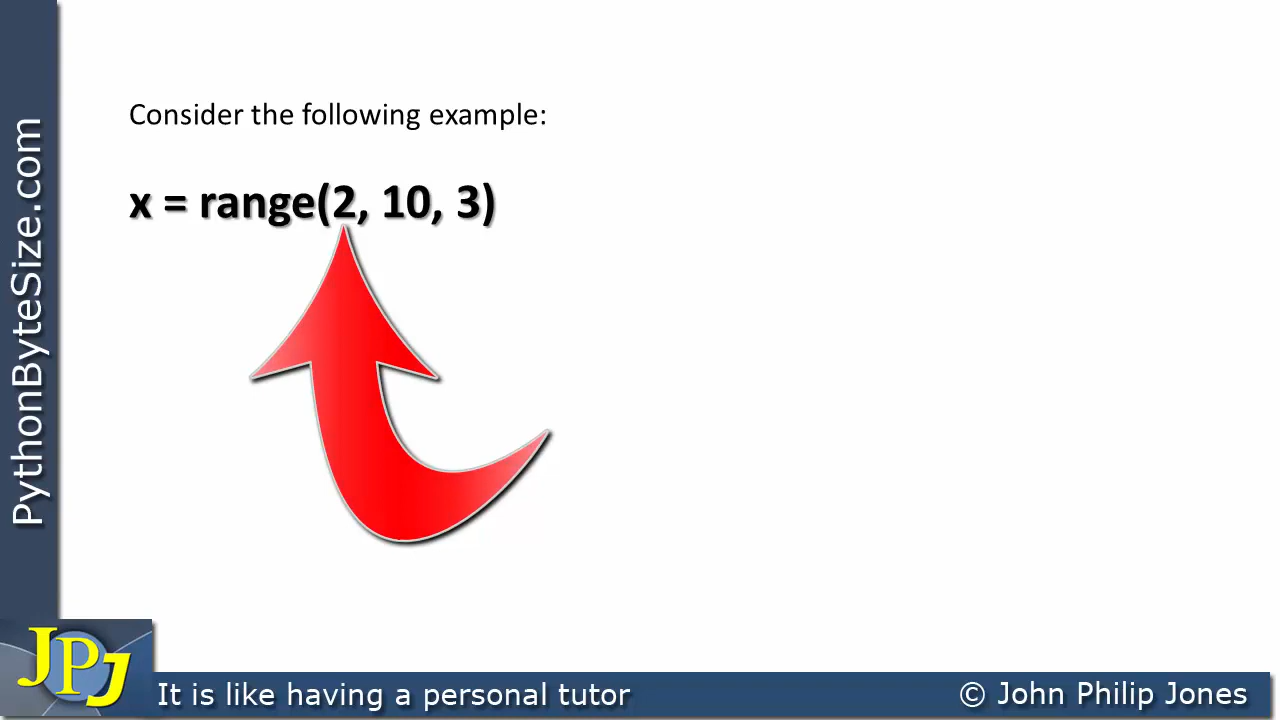 Consider the following example:
x = range(2, 10, 3)
PythonByteSize.com
JPJ
It is like having a personal tutor
© John Philip Jones